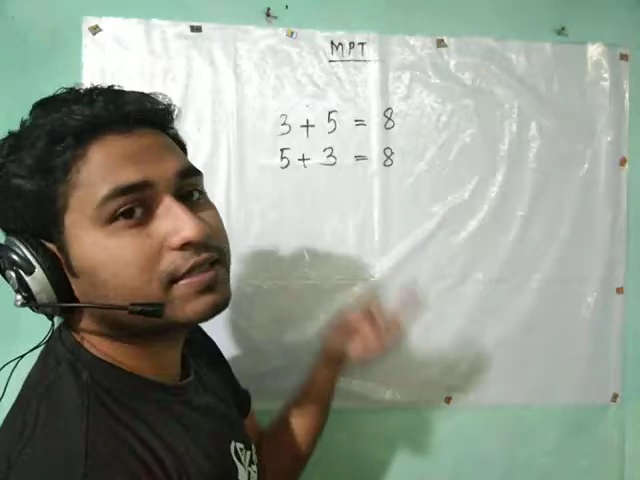 MPT
3 + 5 = 8
5 + 3 = 8